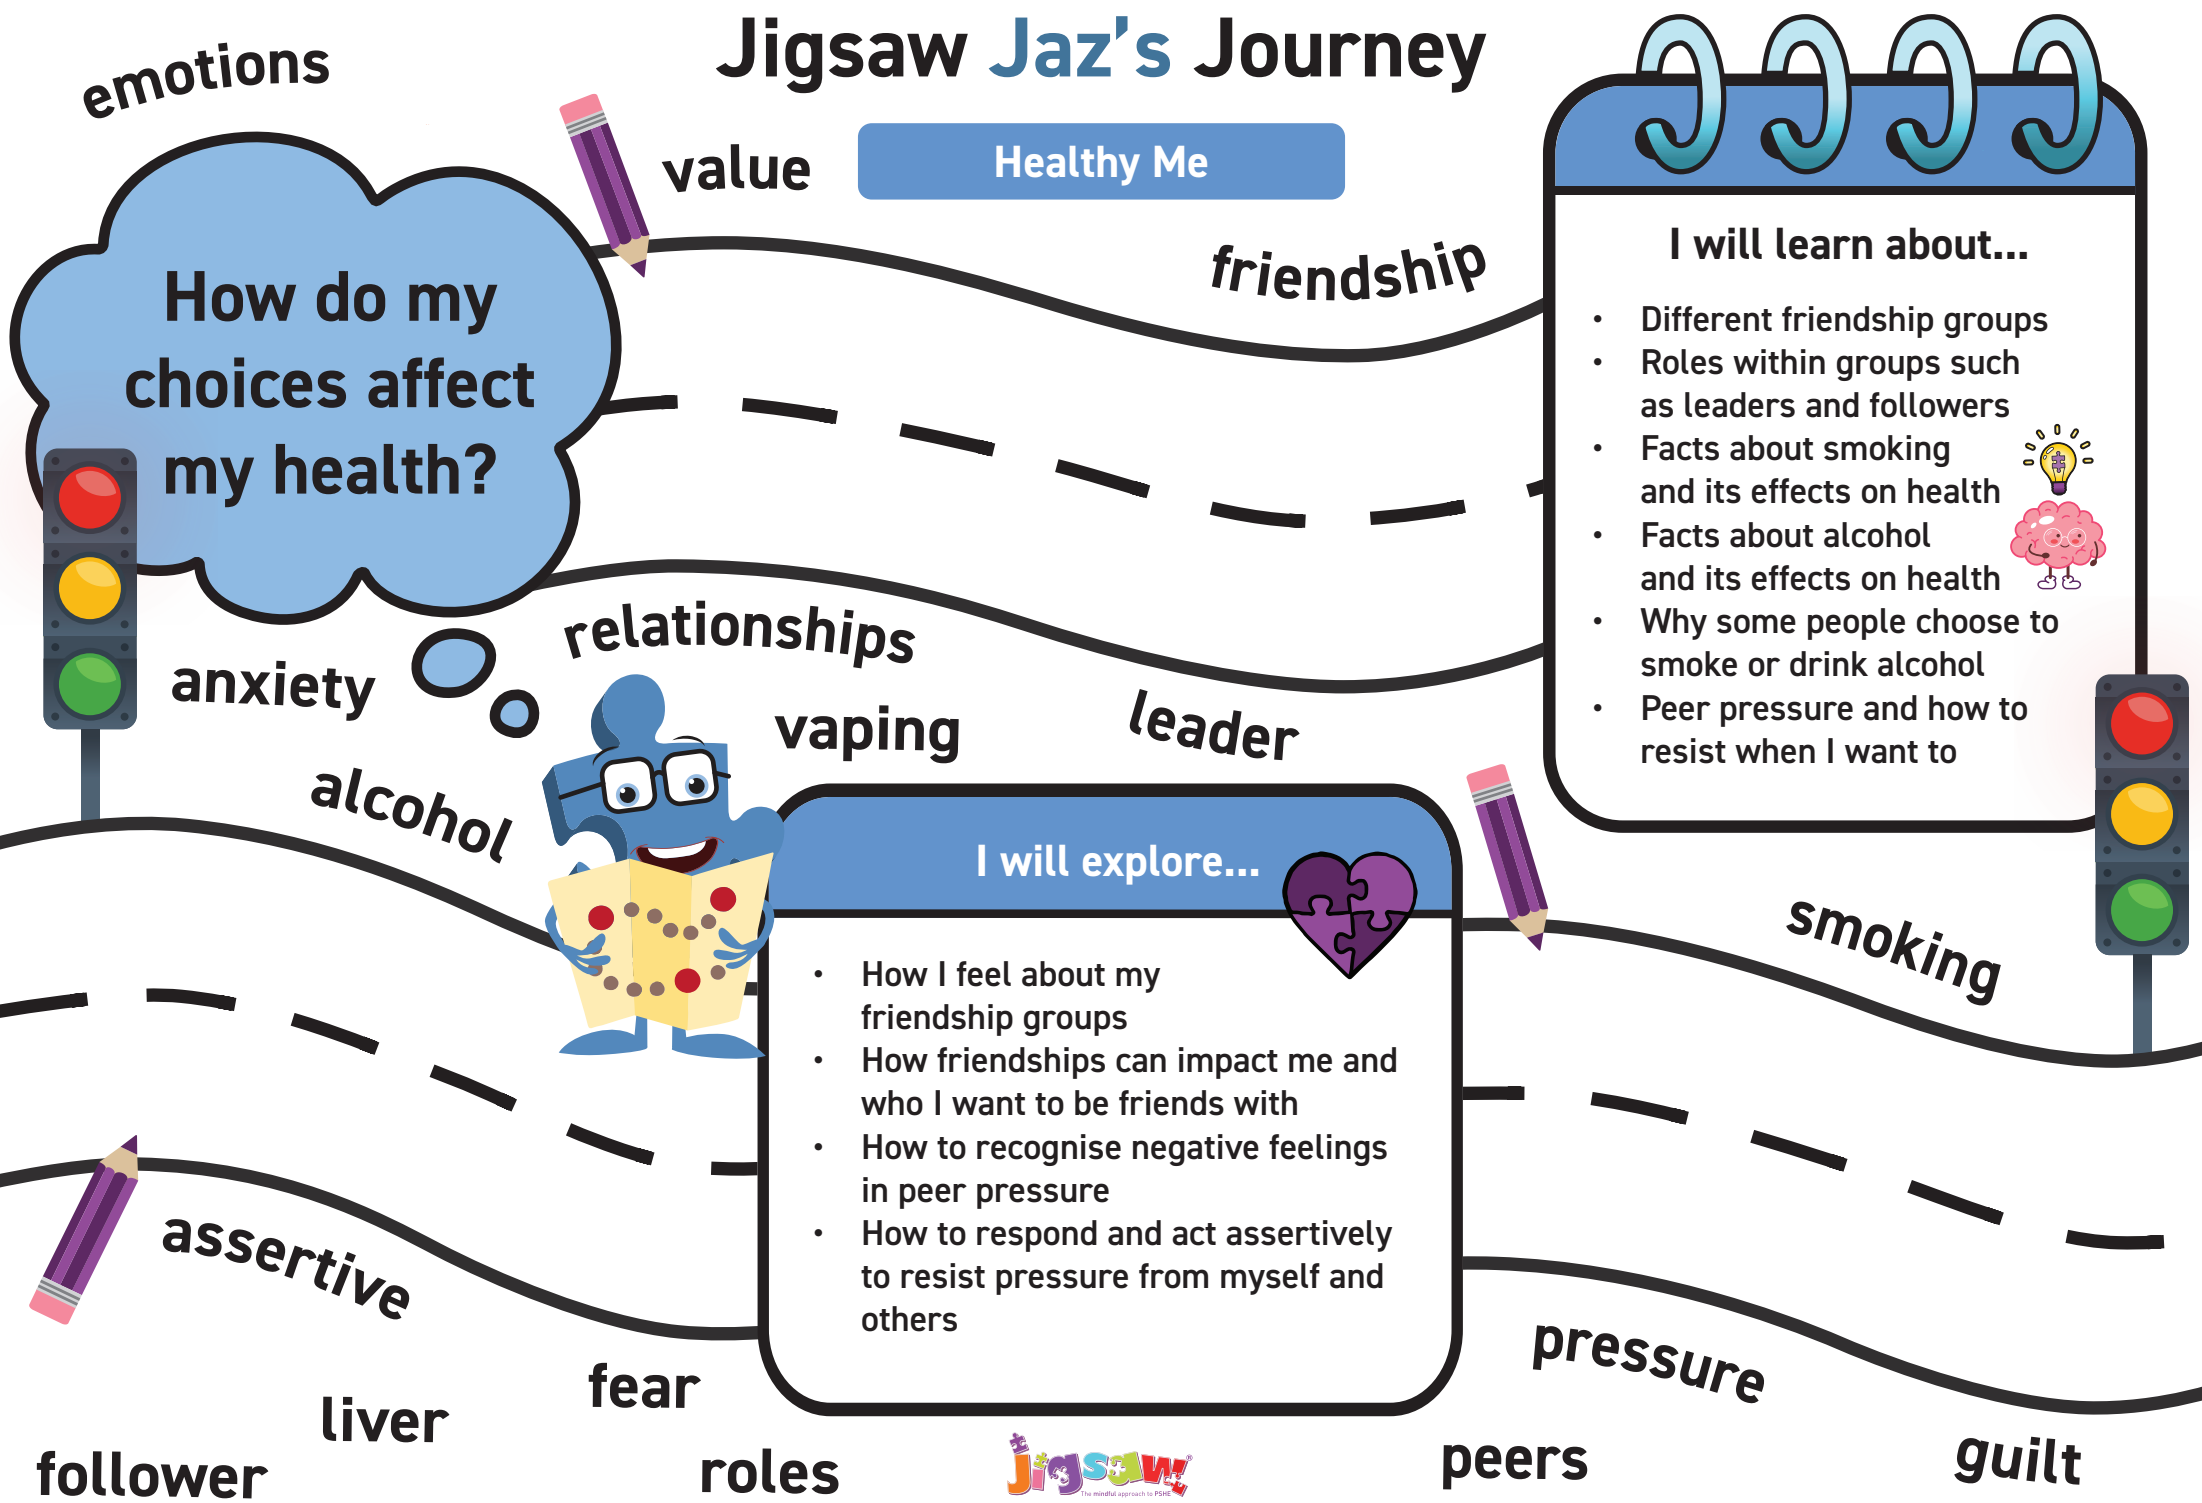 Jigsaw Jaz's Journey
Healthy Me
emotions
value
friendship
How do my
choices affect
my health?
I will learn about...
• Different friendship groups
• Roles within groups such
as leaders and followers
• Facts about smoking
and its effects on health
• Facts about alcohol
and its effects on health
• Why some people choose to
smoke or drink alcohol
• Peer pressure and how to
resist when I want to
relationships
anxiety
vaping
leader
alcohol
I will explore...
• How I feel about my
friendship groups
• How friendships can impact me and
who I want to be friends with
• How to recognise negative feelings
in peer pressure
• How to respond and act assertively
to resist pressure from myself and
others
smoking
assertive
pressure
fear
liver
follower
roles
jigsaw
The mindful approach to PSHE
peers
guilt